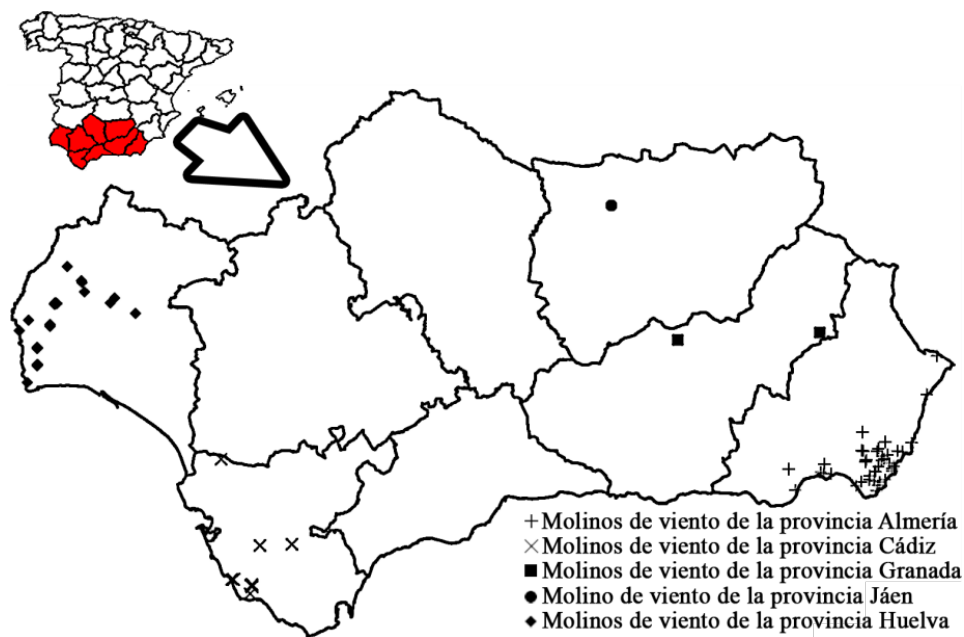 Molinos de viento de la provincia Almería
Molinos de viento de la provincia Cádiz
Molinos de viento de la provincia Granada
Molino de viento de la provincia Jáen
Molinos de viento de la provincia Huelva